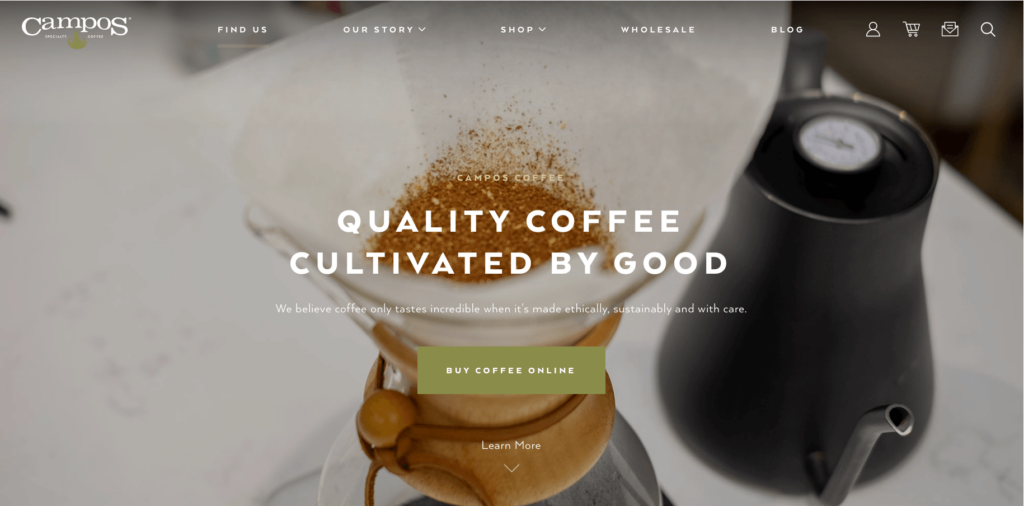 Campos
SPECIALTY COFFEE
FIND US
OUR STORY
SHOP
WHOLESALE
BLOG
CAMPOS COFFEE
QUALITY COFFEE
CULTIVATED BY GOOD
We believe coffee only tastes incredible when it's made ethically, sustainably and with care.
BUY COFFEE ONLINE
Learn More